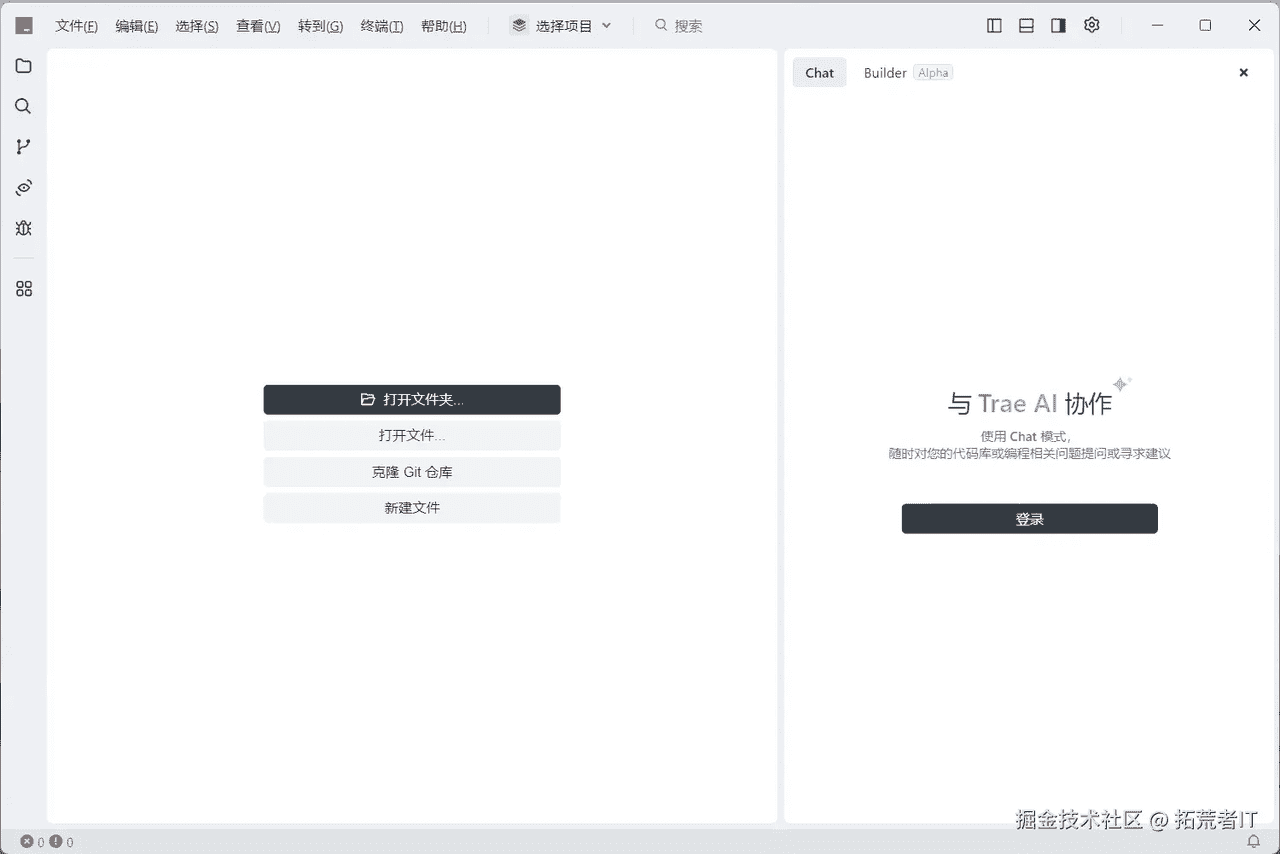 文件(F) 编辑(E) 选择(S) 查看(V) 转到(G) 终端(T) 帮助(H) 选择项目 搜索
Chat Builder Alpha
打开文件夹...
打开文件...
克隆 Git 仓库
新建文件
与 Trae AI 协作
使用 Chat 模式,
随时对您的代码库或编程相关问题提问或寻求建议
登录
掘金技术社区 @ 拓荒者IT
0 0